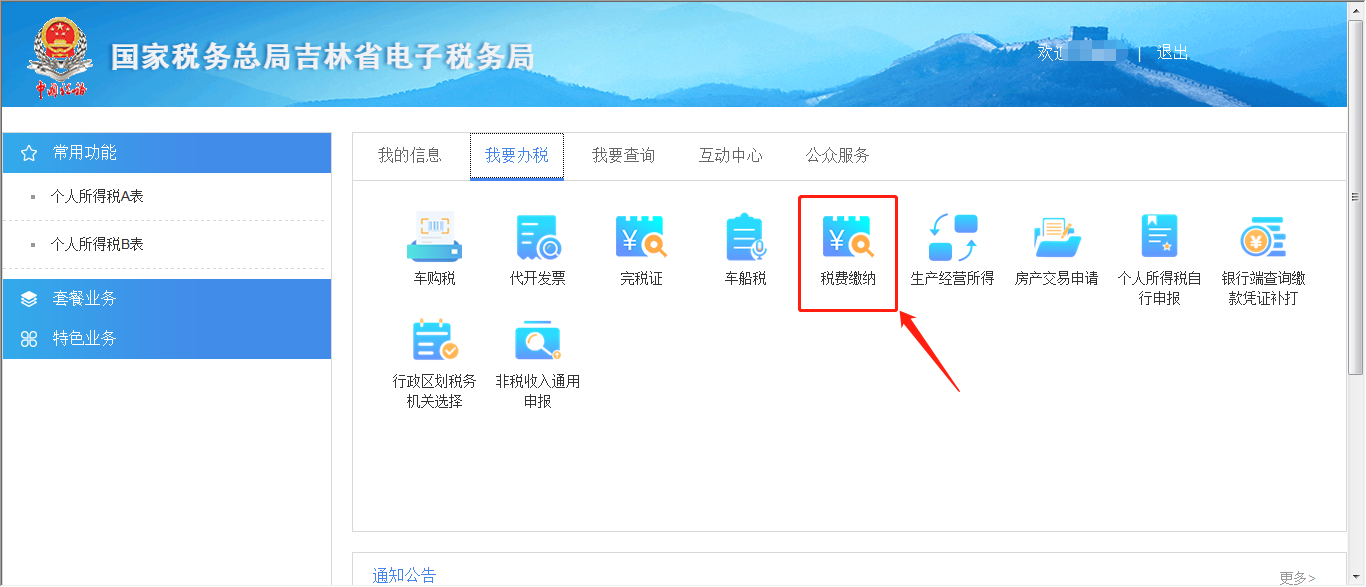 国家税务总局吉林省电子税务局
中国税务
欢迎
| 退出
常用功能
个人所得税A表
个人所得税B表
套餐业务
特色业务
我的信息 我要办税 我要查询 互动中心 公众服务
车购税 代开发票 完税证 车船税 税费缴纳 生产经营所得 房产交易申请 个人所得税自 银行端查询缴
行申报 款凭证补打
行政区划税务 非税收入通用
机关选择 申报
通知公告
更多>